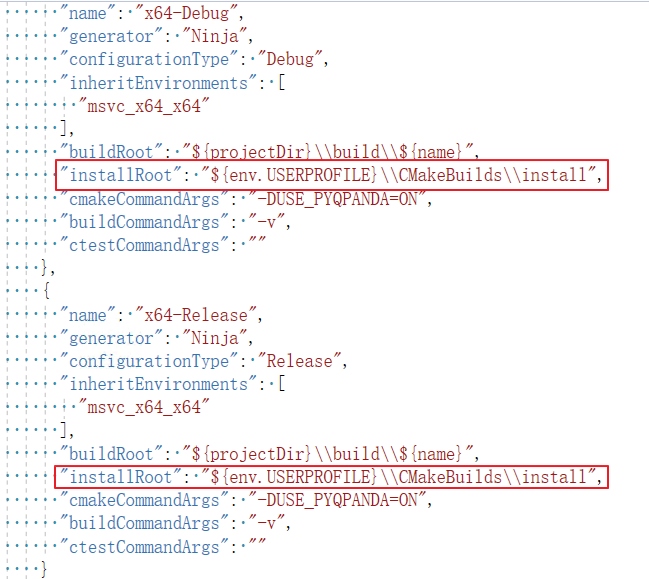 "name": "x64-Debug",
"generator": "Ninja",
"configurationType": "Debug",
"inheritEnvironments": [
"msvc_x64_x64"
],
"buildRoot": "${projectDir}\\build\\${name}",
"installRoot": "${env.USERPROFILE}\\CMakeBuilds\\install",
"cmakeCommandArgs": "-DUSE_PYQPANDA=ON",
"buildCommandArgs": "-v",
"ctestCommandArgs": ""
},
{
"name": "x64-Release",
"generator": "Ninja",
"configurationType": "Release",
"inheritEnvironments": [
"msvc_x64_x64"
],
"buildRoot": "${projectDir}\\build\\${name}",
"installRoot": "${env.USERPROFILE}\\CMakeBuilds\\install",
"cmakeCommandArgs": "-DUSE_PYQPANDA=ON",
"buildCommandArgs": "-v",
"ctestCommandArgs": ""
}